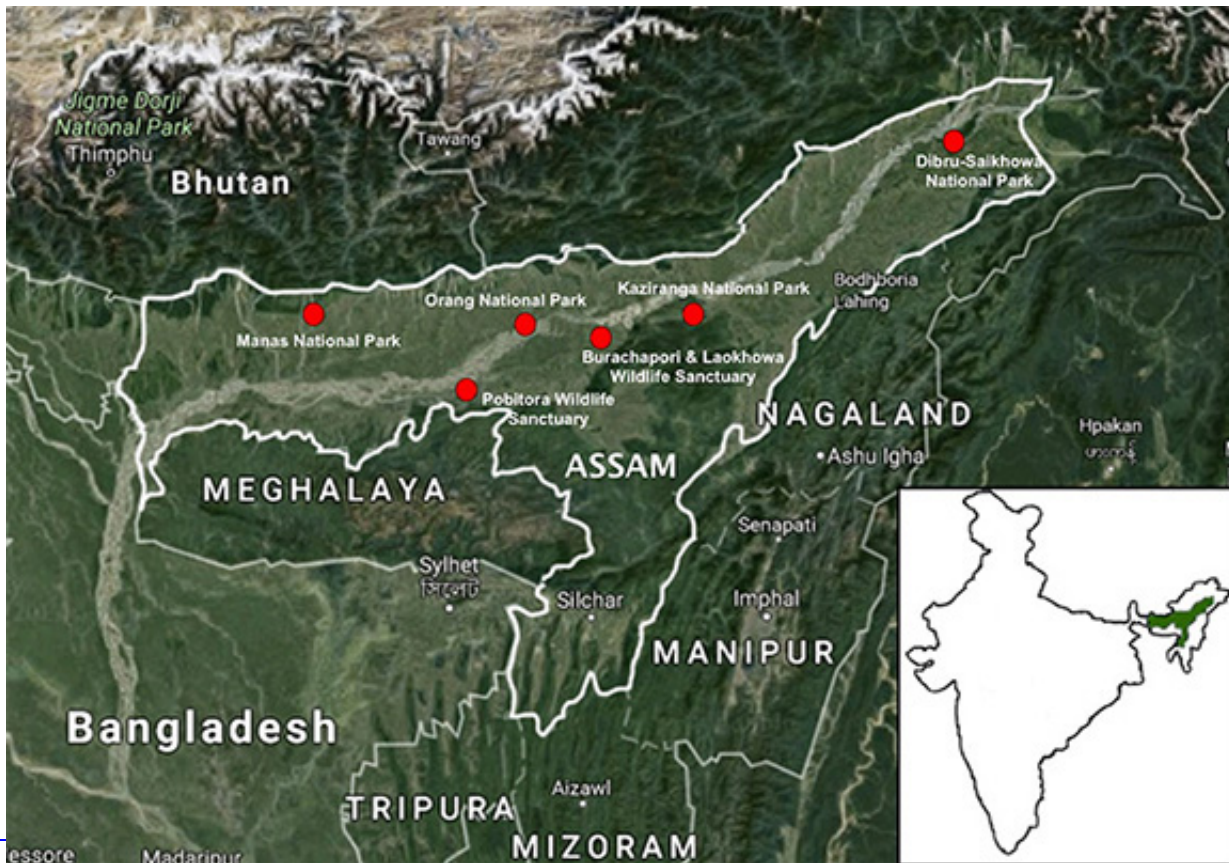 Jigme Dorji
National Park
Thimphu
Tawang
Bhutan
Dibru-Saikhowa
National Park
Bodhboria
Lahing
Kaziranga National Park
Orang National Park
Manas National Park
Burachapori & Laokhowa
Wildlife Sanctuary
Pobitora Wildlife
Sanctuary
NAGALAND
Hpakan
Ashu Igha
ASSAM
MEGHALAYA
Senapati
Sylhet
সিলেট
Silchar
Imphal
MANIPUR
Bangladesh
Aizawl
TRIPURA
MIZORAM
essore
Madaripur